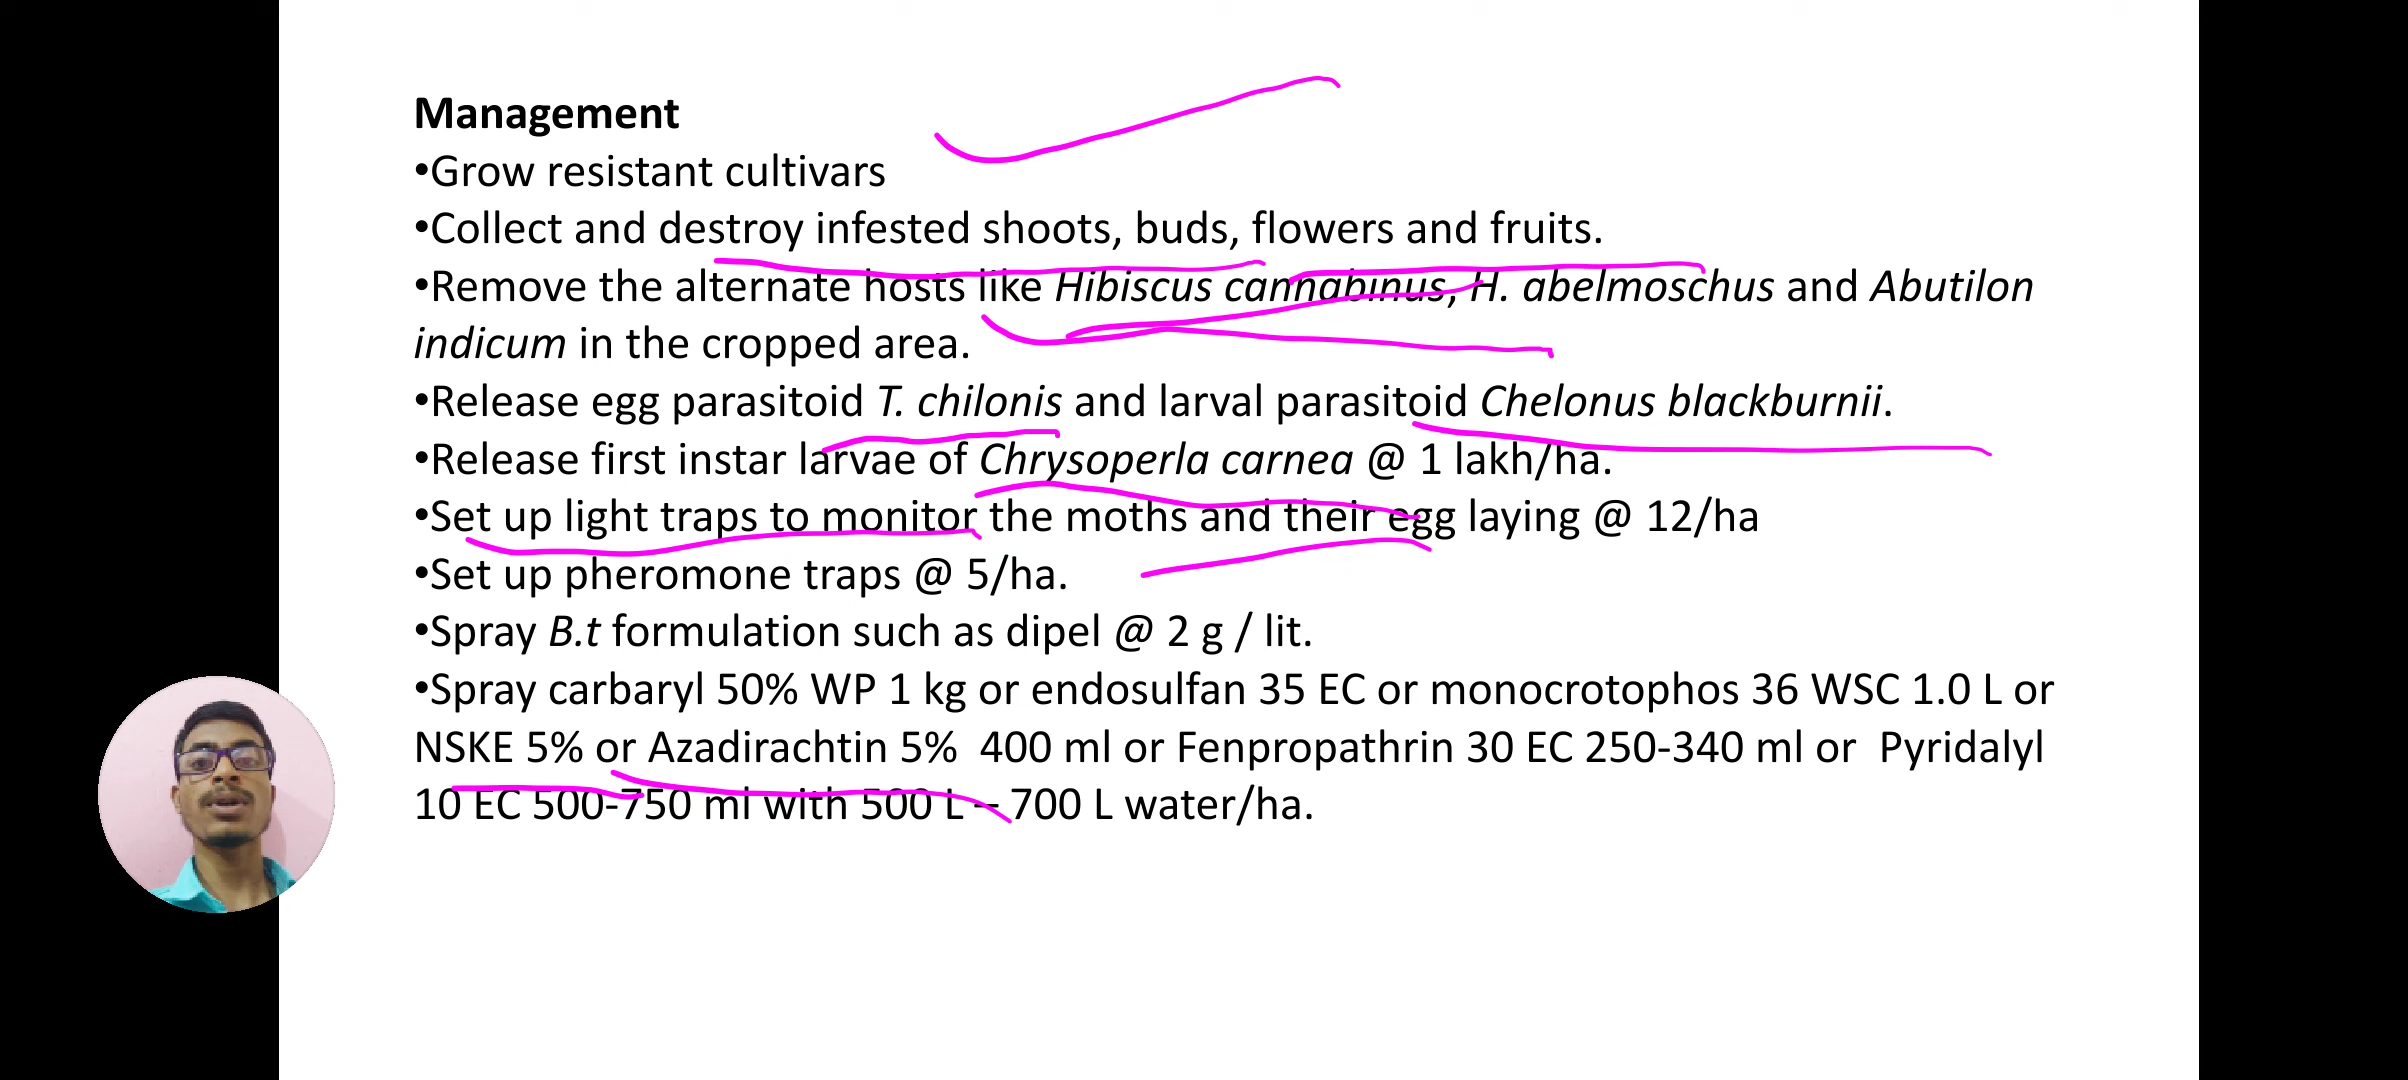 Management
•Grow resistant cultivars
•Collect and destroy infested shoots, buds, flowers and fruits.
•Remove the alternate hosts like Hibiscus cannabinus, H. abelmoschus and Abutilon
indicum in the cropped area.
•Release egg parasitoid T. chilonis and larval parasitoid Chelonus blackburnii.
•Release first instar larvae of Chrysoperla carnea @ 1 lakh/ha.
•Set up light traps to monitor the moths and their egg laying @ 12/ha
•Set up pheromone traps @ 5/ha.
•Spray B.t formulation such as dipel @ 2 g / lit.
•Spray carbaryl 50% WP 1 kg or endosulfan 35 EC or monocrotophos 36 WSC 1.0 L or
NSKE 5% or Azadirachtin 5%  400 ml or Fenpropathrin 30 EC 250-340 ml or  Pyridalyl
10 EC 500-750 ml with 500 L – 700 L water/ha.